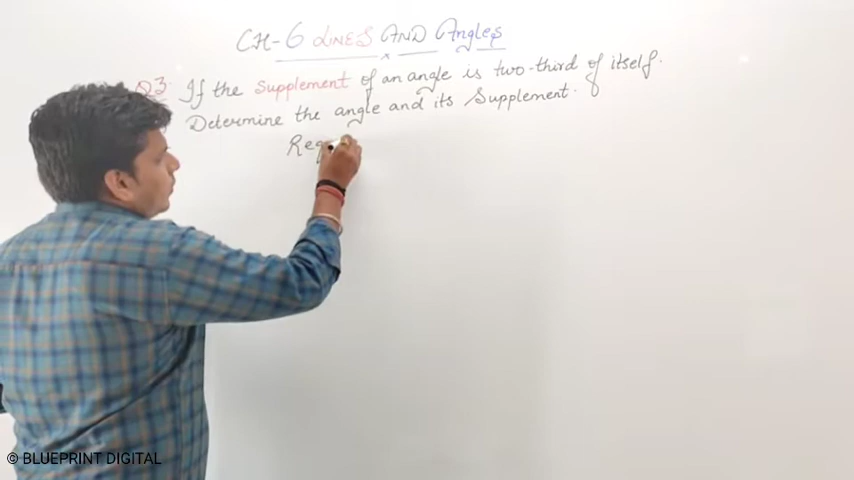 CH-6 LINES AND Angles
Q3 If the Supplement of an angle is two-third of itself.
Determine the angle and its Supplement.
Req
© BLUEPRINT DIGITAL